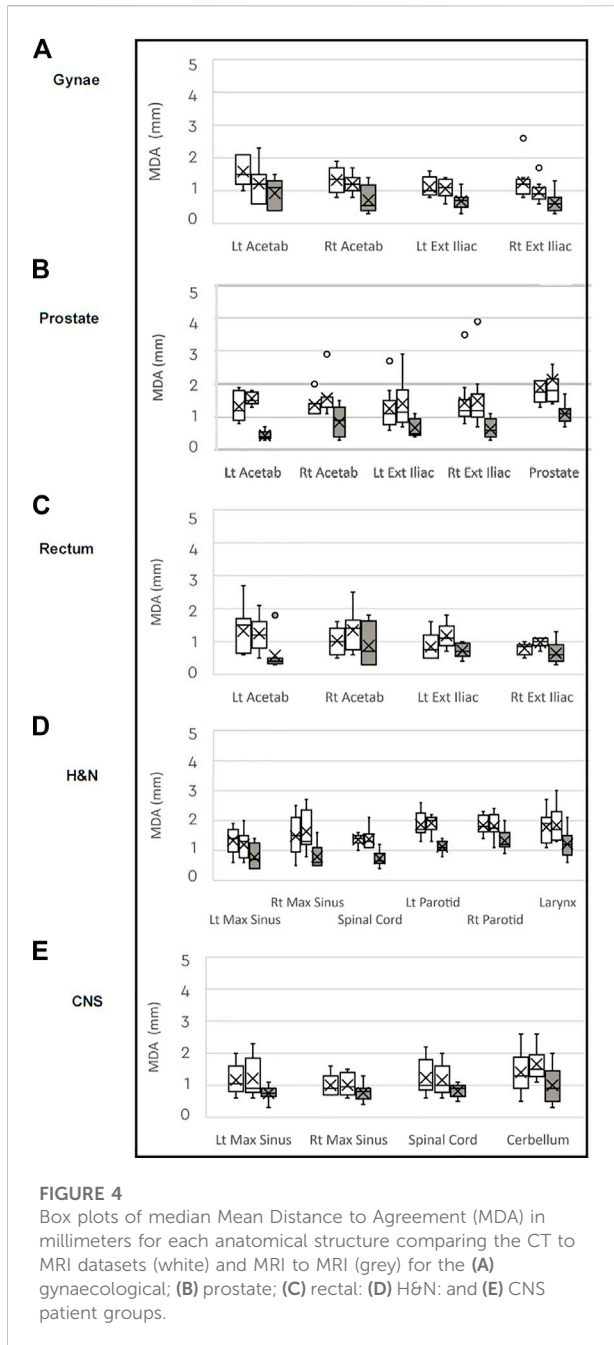 A
Gynae
MDA (mm)
5
4
3
2
1
0
Lt Acetab Rt Acetab Lt Ext Iliac Rt Ext Iliac
B
Prostate
MDA (mm)
5
4
3
2
1
0
Lt Acetab Rt Acetab Lt Ext Iliac Rt Ext Iliac Prostate
C
Rectum
MDA (mm)
5
4
3
2
1
0
Lt Acetab Rt Acetab Lt Ext Iliac Rt Ext Iliac
D
H&N
MDA (mm)
5
4
3
2
1
0
Rt Max Sinus Lt Parotid Larynx
Lt Max Sinus Spinal Cord Rt Parotid
E
CNS
MDA (mm)
5
4
3
2
1
0
Lt Max Sinus Rt Max Sinus Spinal Cord Cerbellum
FIGURE 4
Box plots of median Mean Distance to Agreement (MDA) in
millimeters for each anatomical structure comparing the CT to
MRI datasets (white) and MRI to MRI (grey) for the (A)
gynaecological; (B) prostate; (C) rectal: (D) H&N: and (E) CNS
patient groups.